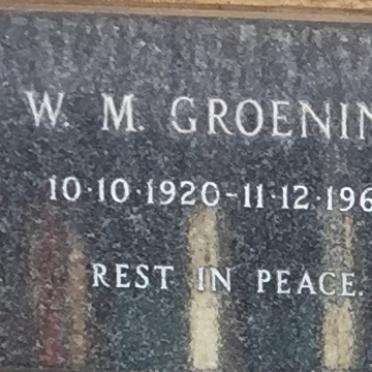 W. M. GROENIN
10·10·1920-11·12·196
REST IN PEACE.